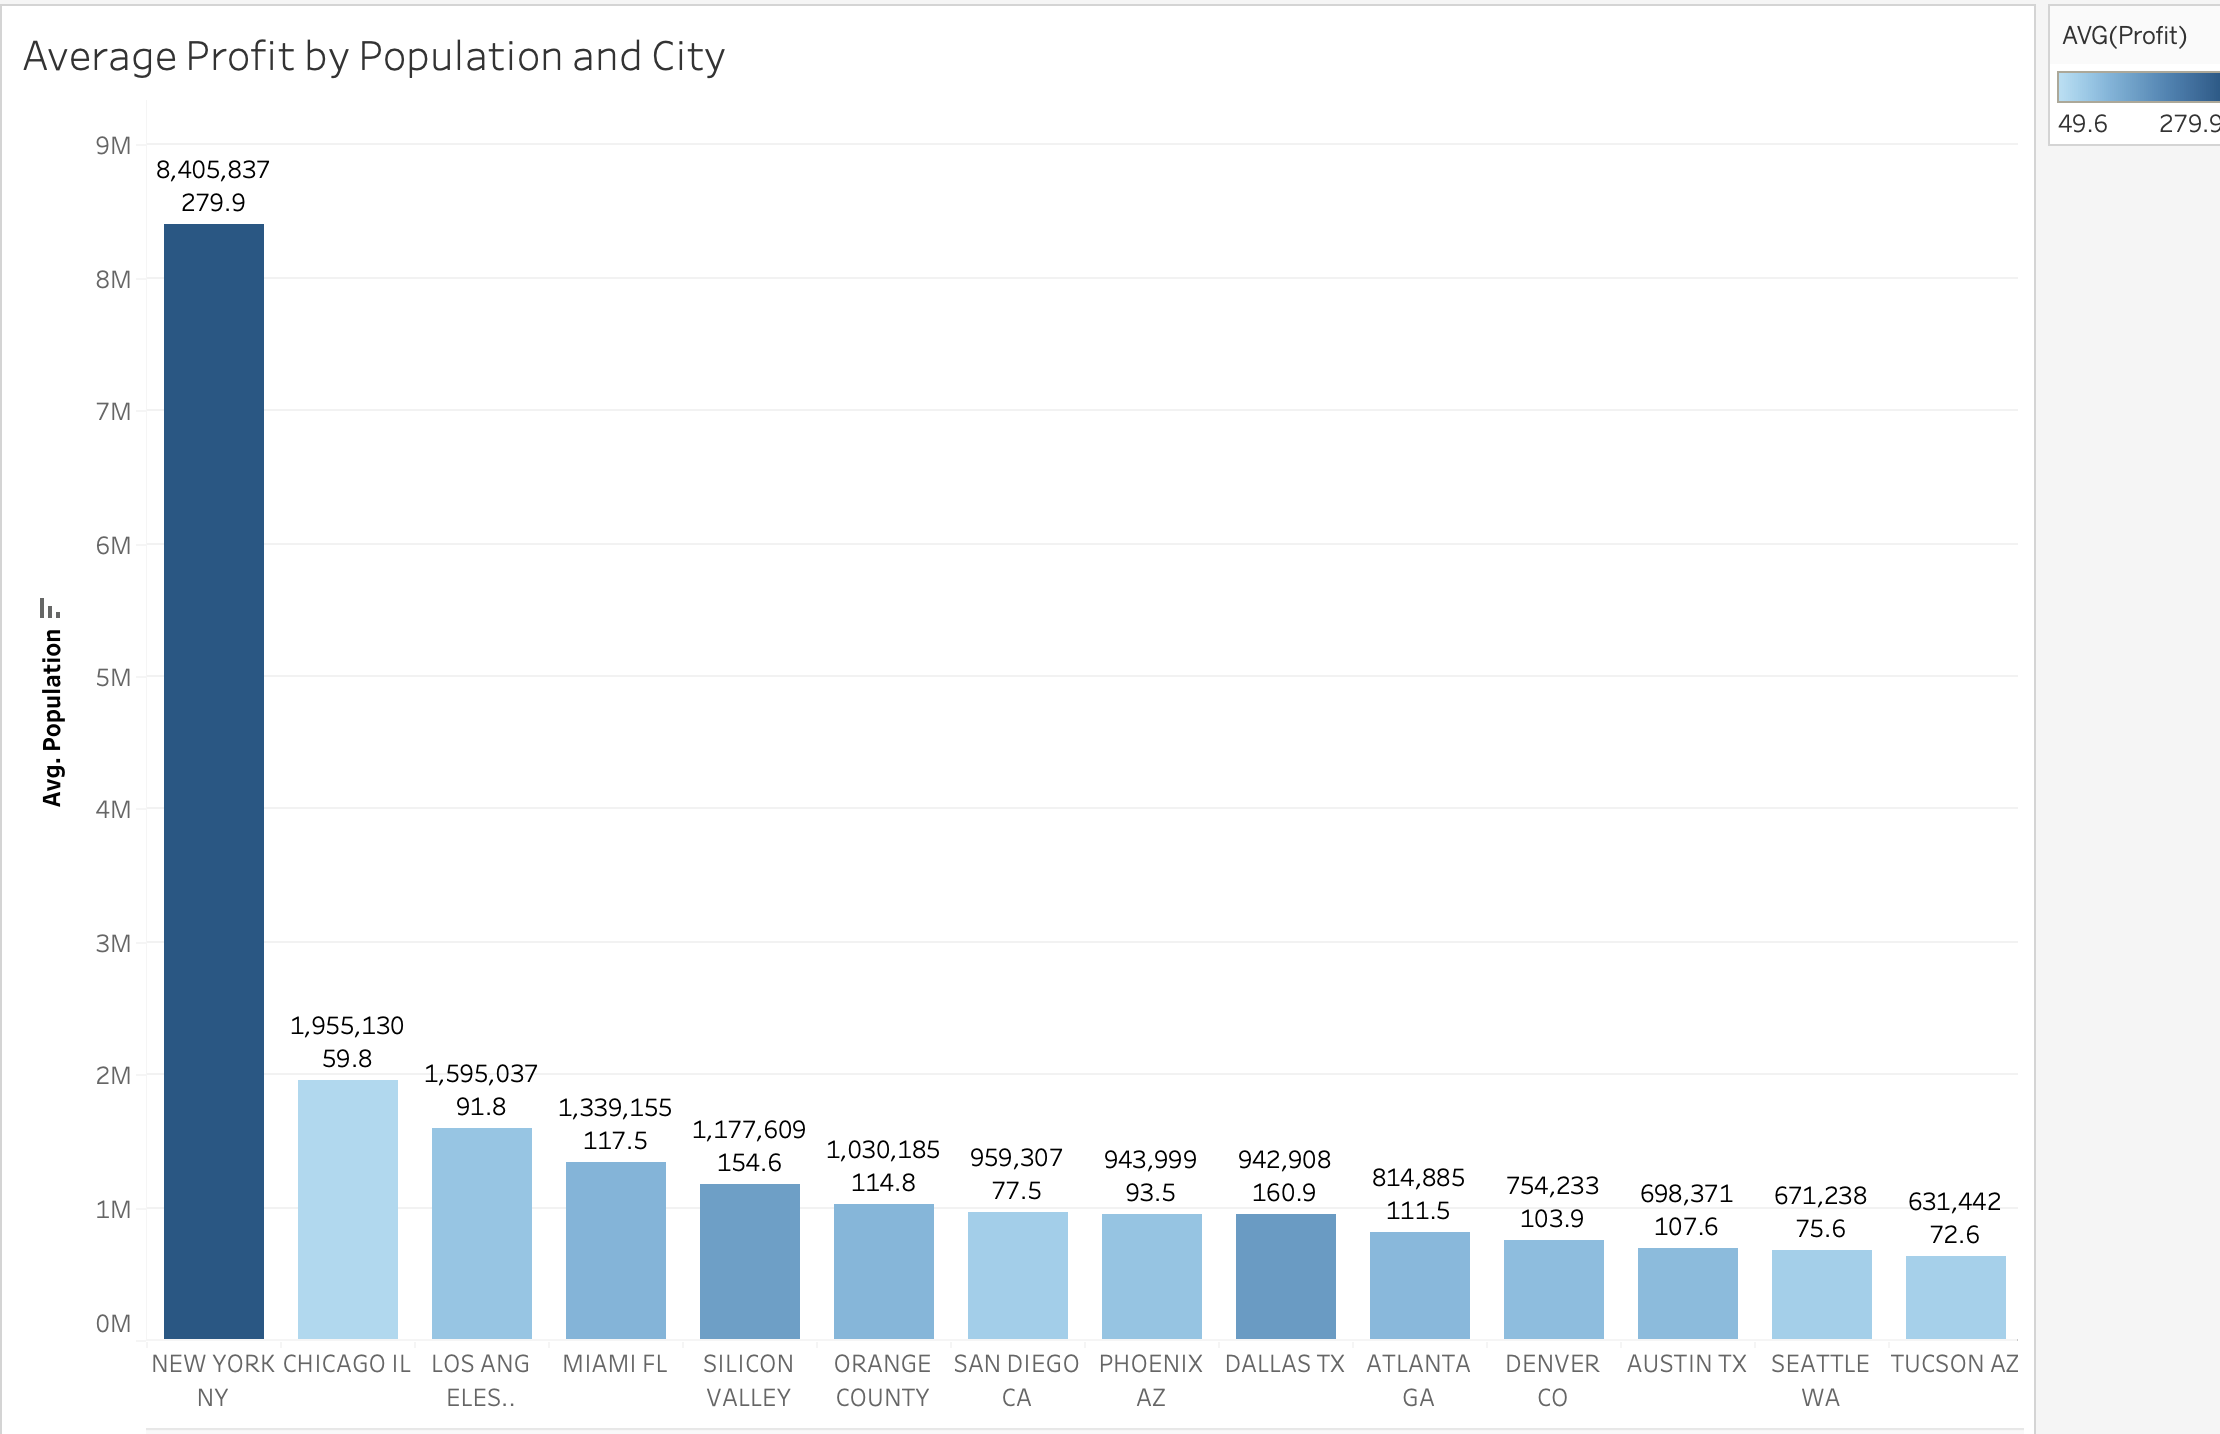 Average Profit by Population and City
AVG(Profit)
49.6 279.9
Avg. Population
9M
8M
7M
6M
5M
4M
3M
2M
1M
0M
8,405,837
279.9
1,955,130
59.8
1,595,037
91.8
1,339,155
117.5
1,177,609
154.6
1,030,185
114.8
959,307
77.5
943,999
93.5
942,908
160.9
814,885
111.5
754,233
103.9
698,371
107.6
671,238
75.6
631,442
72.6
NEW YORK
NY
CHICAGO IL
LOS ANG
ELES..
MIAMI FL
SILICON
VALLEY
ORANGE
COUNTY
SAN DIEGO
CA
PHOENIX
AZ
DALLAS TX
ATLANTA
GA
DENVER
CO
AUSTIN TX
SEATTLE
WA
TUCSON AZ